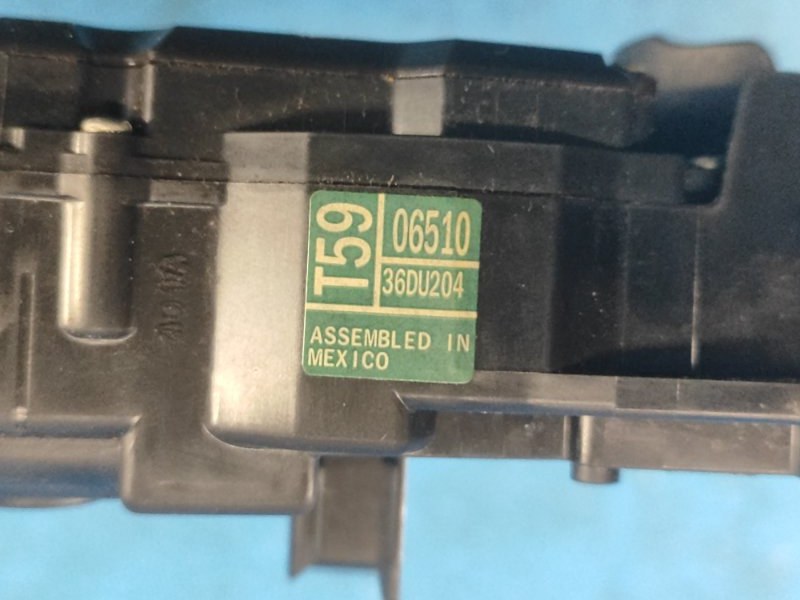 T59
06510
36DU204
ASSEMBLED IN
MEXICO